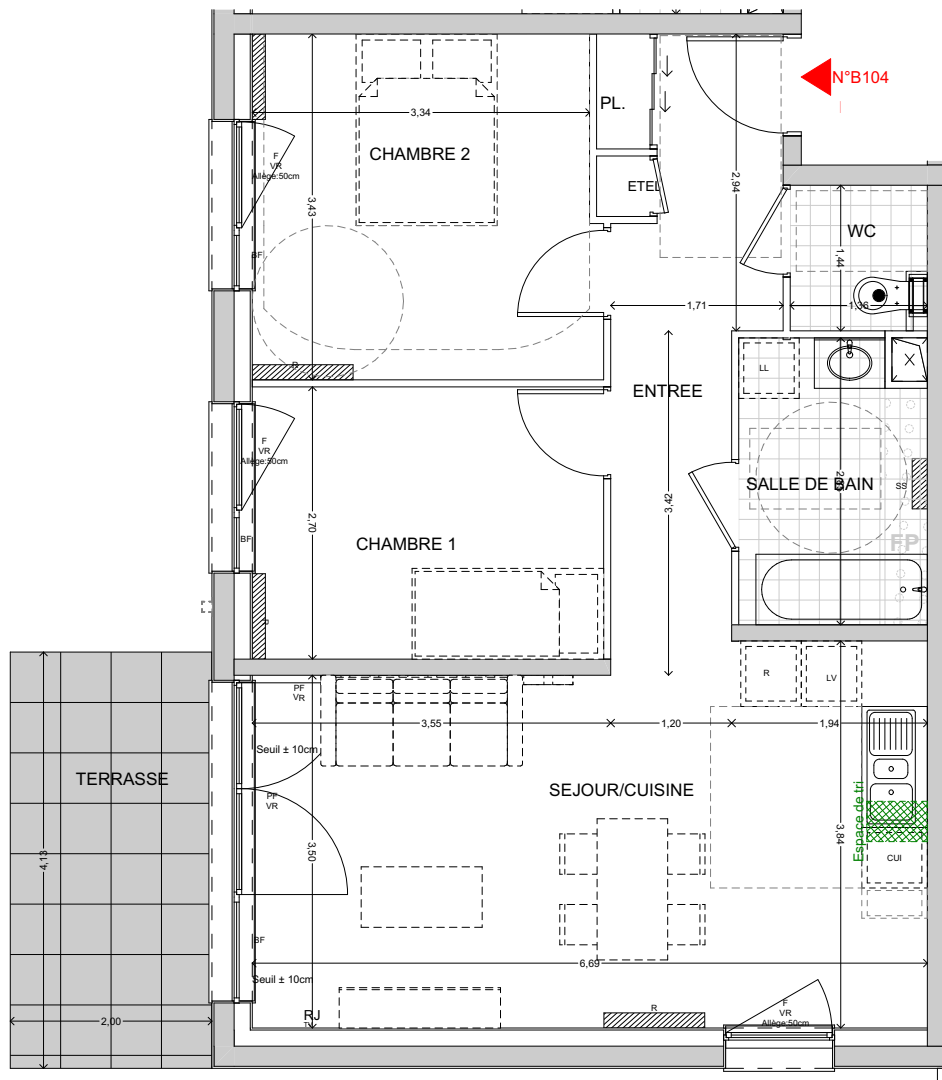 N°B104
PL.
3,34
CHAMBRE 2
F
VR
Allège:50cm
ETEL
2,94
3,43
WC
1,44
BF
1,71
1,36
R
LL
X
ENTREE
F
VR
Allège:50cm
SALLE DE BAIN
SS
3,42
2,70
BF
CHAMBRE 1
FP
R
PF
VR
R
LV
3,55
1,20
1,94
Seuil ± 10cm
TERRASSE
SEJOUR/CUISINE
PF
VR
Espace de tri
3,84
3,50
CUI
4,13
BF
6,69
Seuil ± 10cm
RJ
R
F
VR
Allège:50cm
2,00